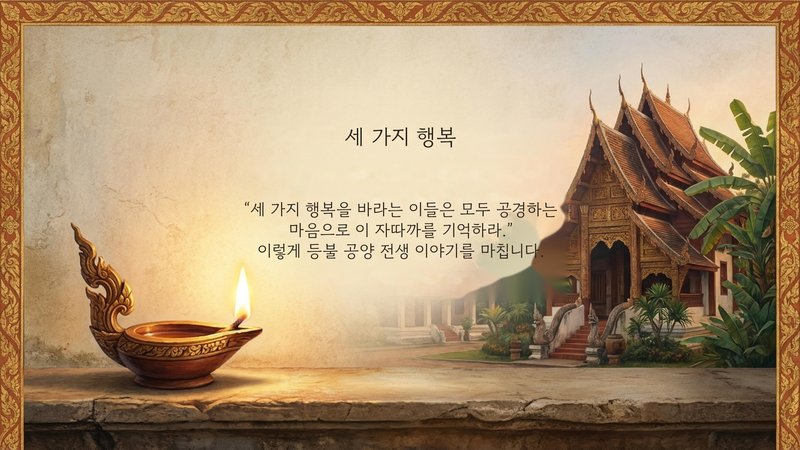 세 가지 행복
“세 가지 행복을 바라는 이들은 모두 공경하는
마음으로 이 자따까를 기억하라.”
이렇게 등불 공양 전생 이야기를 마칩니다.